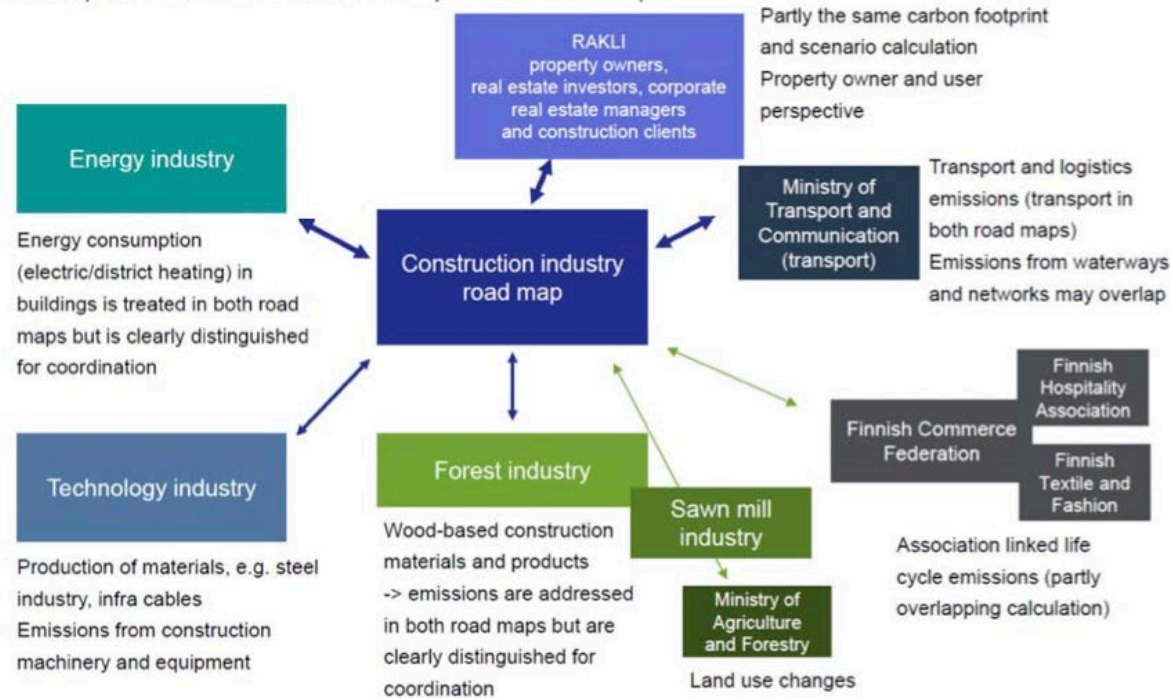 RAKLI
property owners,
real estate investors, corporate
real estate managers
and construction clients
Partly the same carbon footprint
and scenario calculation
Property owner and user
perspective
Energy industry
Energy consumption
(electric/district heating) in
buildings is treated in both road
maps but is clearly distinguished
for coordination
Construction industry
road map
Ministry of
Transport and
Communication
(transport)
Transport and logistics
emissions (transport in
both road maps)
Emissions from waterways
and networks may overlap
Technology industry
Production of materials, e.g. steel
industry, infra cables
Emissions from construction
machinery and equipment
Forest industry
Wood-based construction
materials and products
-> emissions are addressed
in both road maps but are
clearly distinguished for
coordination
Sawn mill
industry
Ministry of
Agriculture
and Forestry
Land use changes
Finnish Commerce
Federation
Finnish
Hospitality
Association
Finnish
Textile and
Fashion
Association linked life
cycle emissions (partly
overlapping calculation)